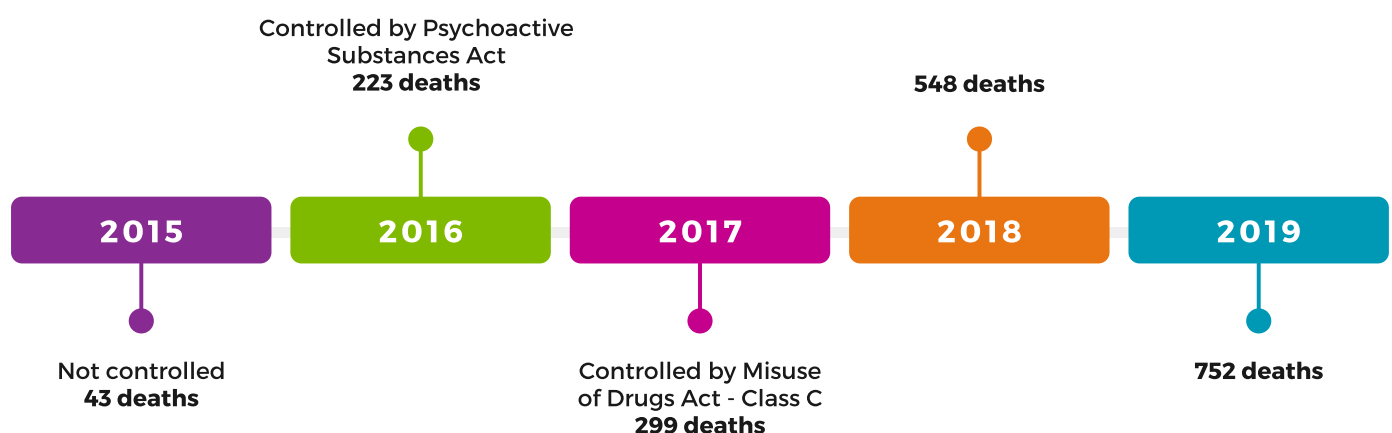 Controlled by Psychoactive
Substances Act
223 deaths
548 deaths
2015
2016
2017
2018
2019
Not controlled
43 deaths
Controlled by Misuse
of Drugs Act - Class C
299 deaths
752 deaths